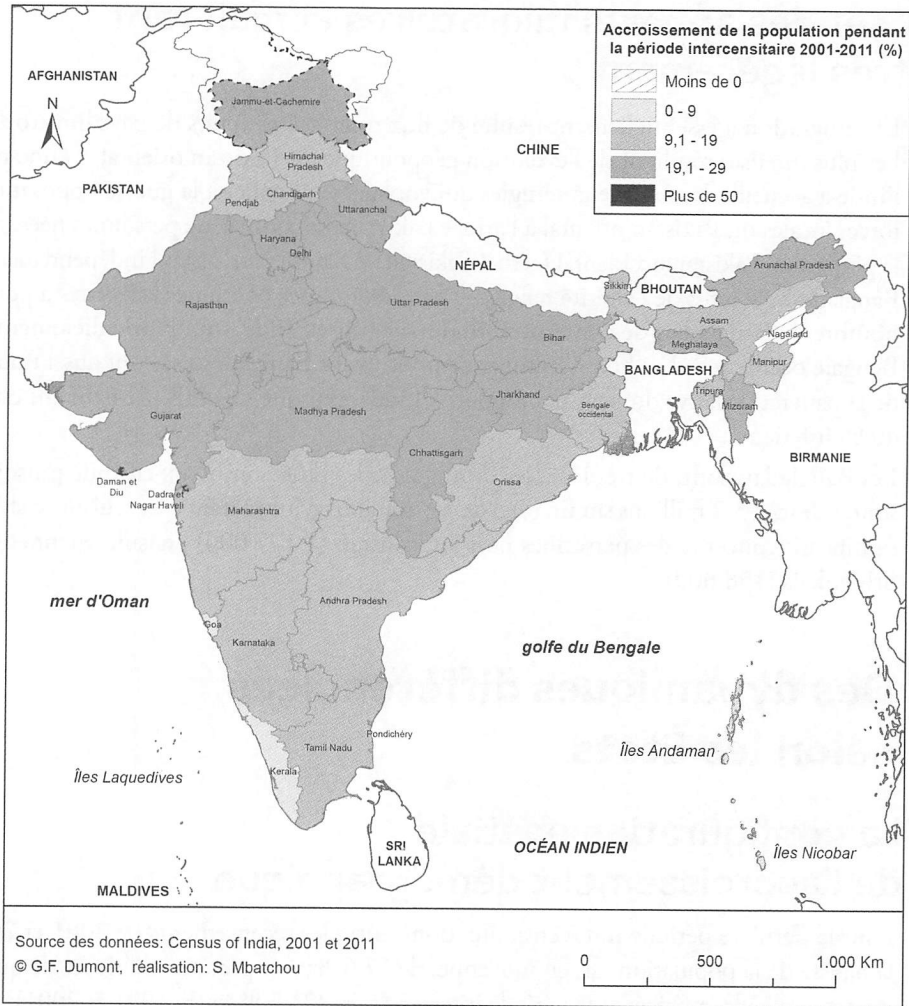 Accroissement de la population pendant
la période intercensitaire 2001-2011 (%)
Moins de 0
0 - 9
9,1 - 19
19,1 - 29
Plus de 50
AFGHANISTAN
N
Jammu-et-Cachemire
CHINE
Himachal
Pradesh
PAKISTAN
Pendjab
Chandigarh
Uttaranchal
Haryana
Delhi
NÉPAL
Arunachal Pradesh
Sikkim
BHOUTAN
Rajasthan
Uttar Pradesh
Assam
Nagaland
Bihar
Meghalaya
Manipur
BANGLADESH
Jharkhand
Tripura
Mizoram
Gujarat
Madhya Pradesh
Bengale
occidental
Chhattisgarh
BIRMANIE
Daman et
Diu
Dadra et
Nagar Haveli
Orissa
Maharashtra
mer d'Oman
Andhra Pradesh
Goa
golfe du Bengale
Karnataka
Pondichéry
Tamil Nadu
Îles Andaman
Îles Laquedives
Kerala
SRI
LANKA
OCÉAN INDIEN
Îles Nicobar
MALDIVES
Source des données: Census of India, 2001 et 2011
© G.F. Dumont, réalisation: S. Mbatchou
0
500
1.000 Km